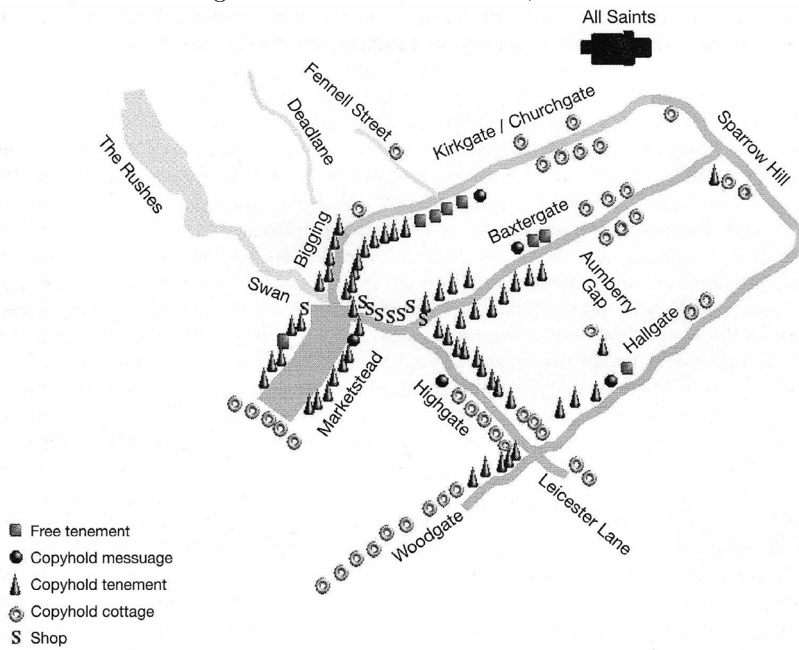 All Saints
Fennell Street
Deadlane
Kirkgate / Churchgate
Sparrow Hill
The Rushes
Bigging
Baxtergate
Swan
S
Aumberry
Gap
S S S S S S
S
Hallgate
Marketstead
Highgate
Leicester Lane
Woodgate
Free tenement
Copyhold messuage
Copyhold tenement
Copyhold cottage
S Shop